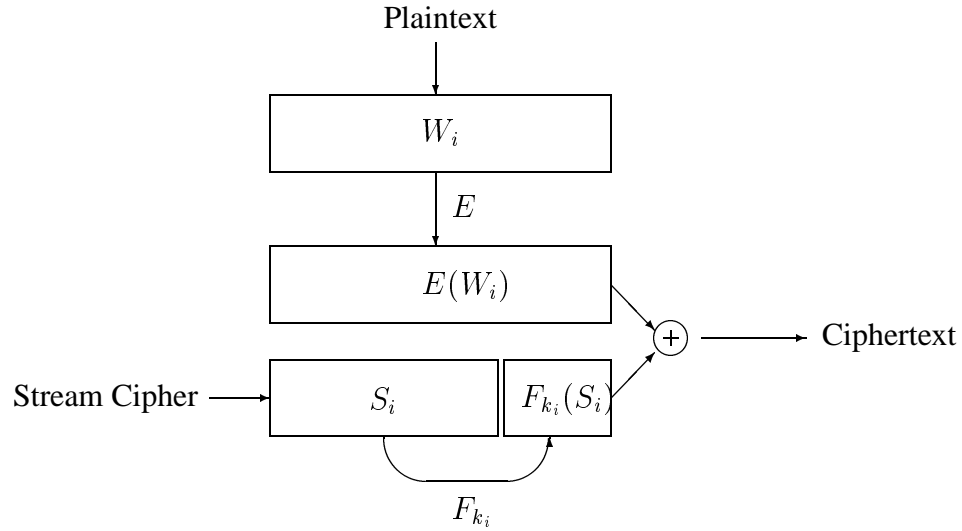 Plaintext
W_i
E
E(W_i)
+
Ciphertext
Stream Cipher
S_i
F_{k_i}(S_i)
F_{k_i}